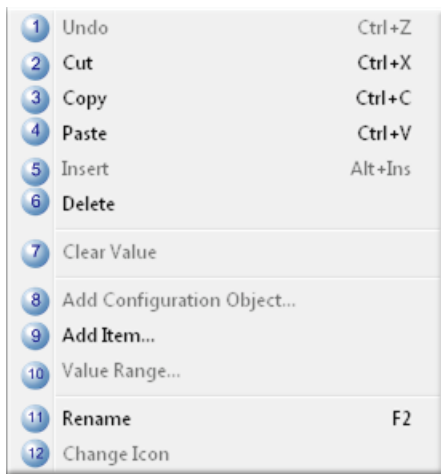 1 Undo Ctrl+Z
2 Cut Ctrl+X
3 Copy Ctrl+C
4 Paste Ctrl+V
5 Insert Alt+Ins
6 Delete
7 Clear Value
8 Add Configuration Object...
9 Add Item...
10 Value Range...
11 Rename F2
12 Change Icon